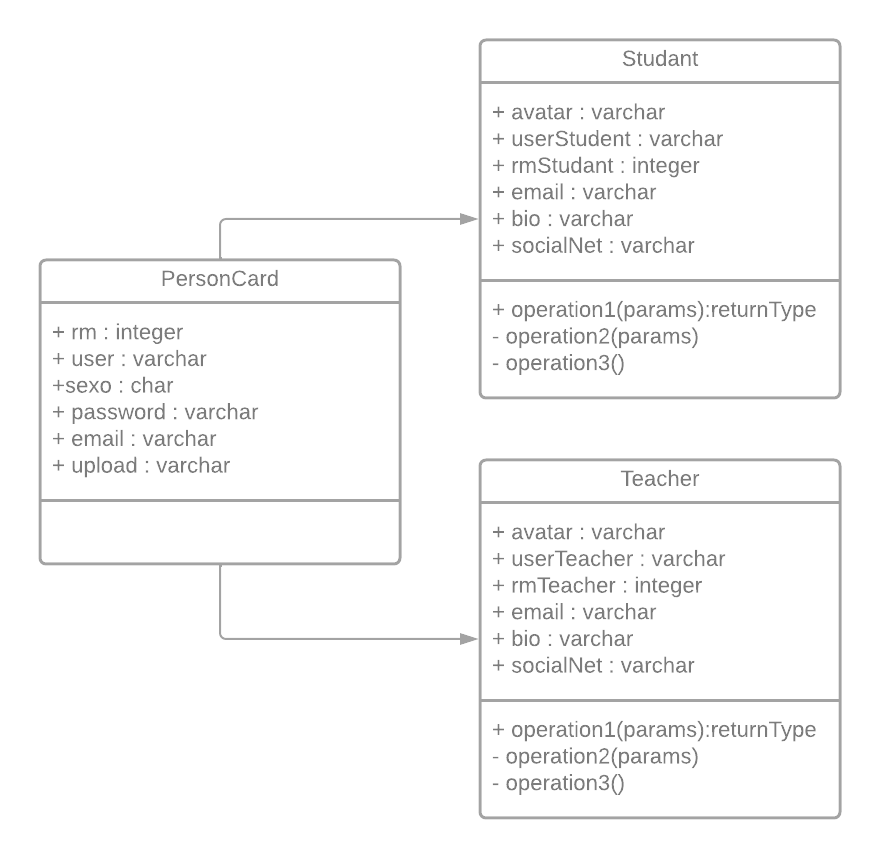 Studant
+ avatar : varchar
+ userStudent : varchar
+ rmStudant : integer
+ email : varchar
+ bio : varchar
+ socialNet : varchar
+ operation1(params):returnType
- operation2(params)
- operation3()
PersonCard
+ rm : integer
+ user : varchar
+sexo : char
+ password : varchar
+ email : varchar
+ upload : varchar
Teacher
+ avatar : varchar
+ userTeacher : varchar
+ rmTeacher : integer
+ email : varchar
+ bio : varchar
+ socialNet : varchar
+ operation1(params):returnType
- operation2(params)
- operation3()